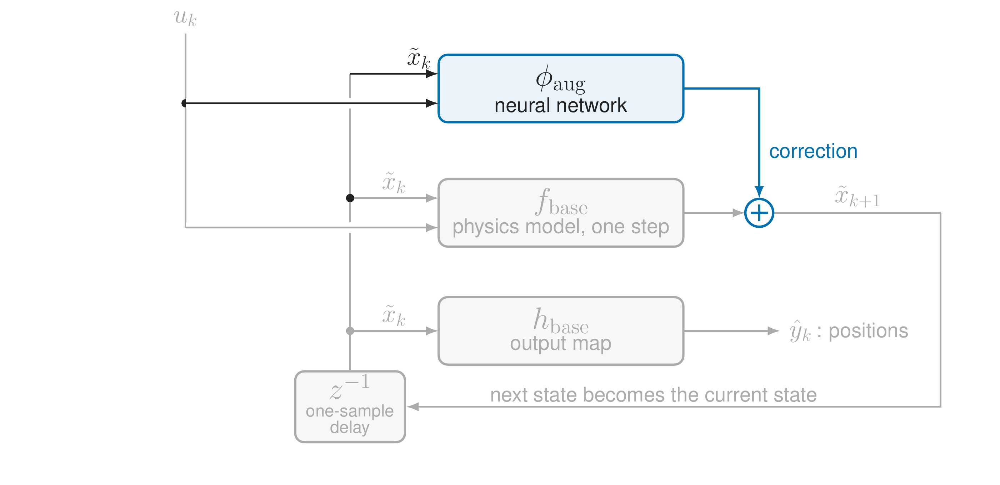 u_k
x̃_k
ϕ_aug
neural network
correction
x̃_k
f_base
physics model, one step
x̃_{k+1}
x̃_k
h_base
output map
ŷ_k : positions
z^{-1}
one-sample
delay
next state becomes the current state